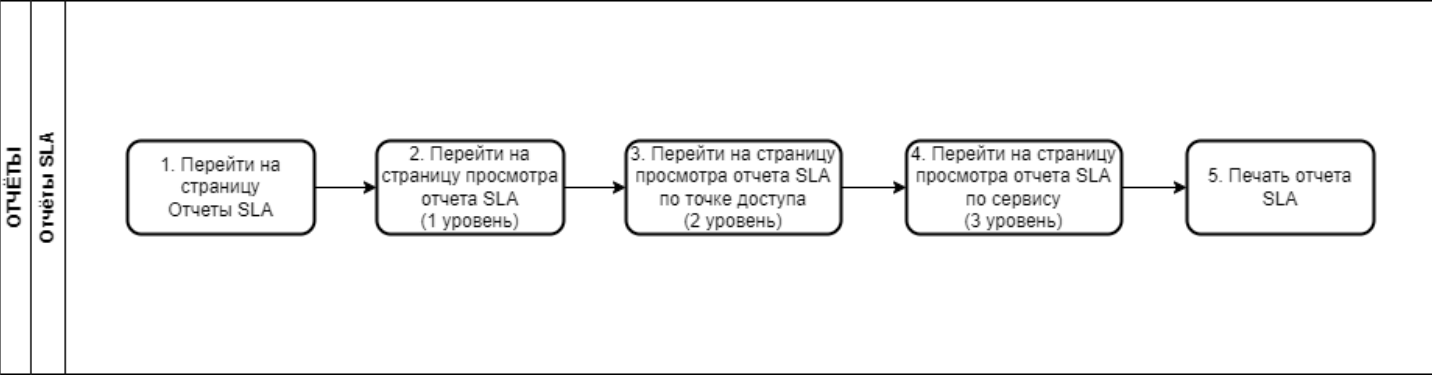 ОТЧЁТЫ
Отчёты SLA
1. Перейти на
страницу
Отчеты SLA
2. Перейти на
страницу просмотра
отчета SLA
(1 уровень)
3. Перейти на страницу
просмотра отчета SLA
по точке доступа
(2 уровень)
4. Перейти на страницу
просмотра отчета SLA
по сервису
(3 уровень)
5. Печать отчета
SLA